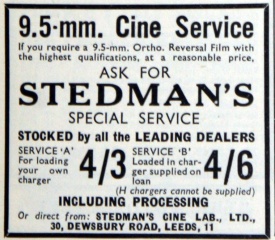 9.5-mm. Cine Service
If you require a 9.5-mm. Ortho. Reversal Film with
the highest qualifications, at a reasonable price,
ASK FOR
STEDMAN'S
SPECIAL SERVICE
STOCKED by all the LEADING DEALERS
SERVICE 'A'
For loading
your own
charger
4/3
SERVICE 'B'
Loaded in char-
ger supplied on
loan
4/6
(H chargers cannot be supplied)
INCLUDING PROCESSING
Or direct from: STEDMAN'S CINE LAB., LTD.,
30, DEWSBURY ROAD, LEEDS, 11